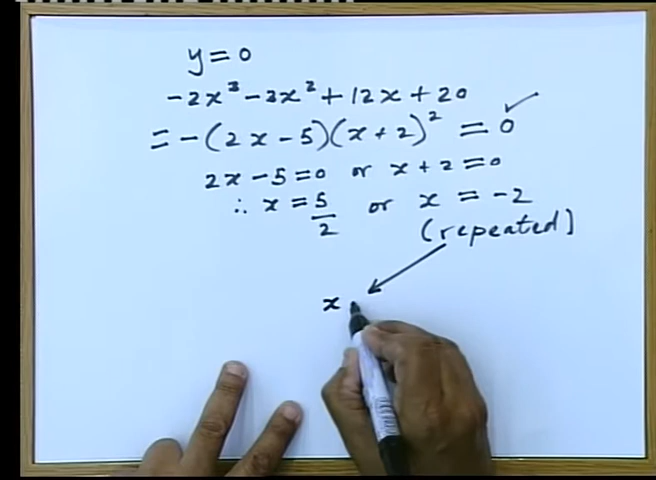 y = 0
-2x³ - 3x² + 12x + 20
= -(2x - 5)(x + 2)² = 0 ✓
2x - 5 = 0 or x + 2 = 0
∴ x = 5/2 or x = -2
(repeated)
x